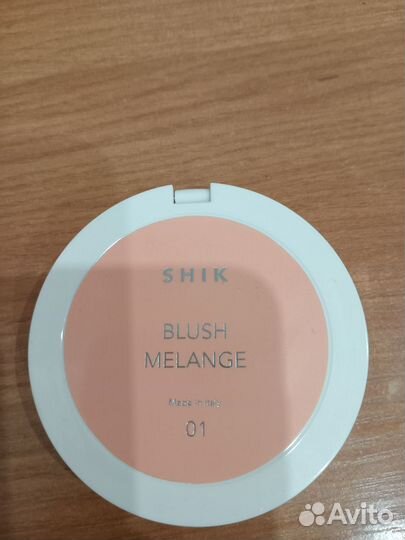 SHIK
BLUSH
MELANGE
Made in Italy
01
Avito